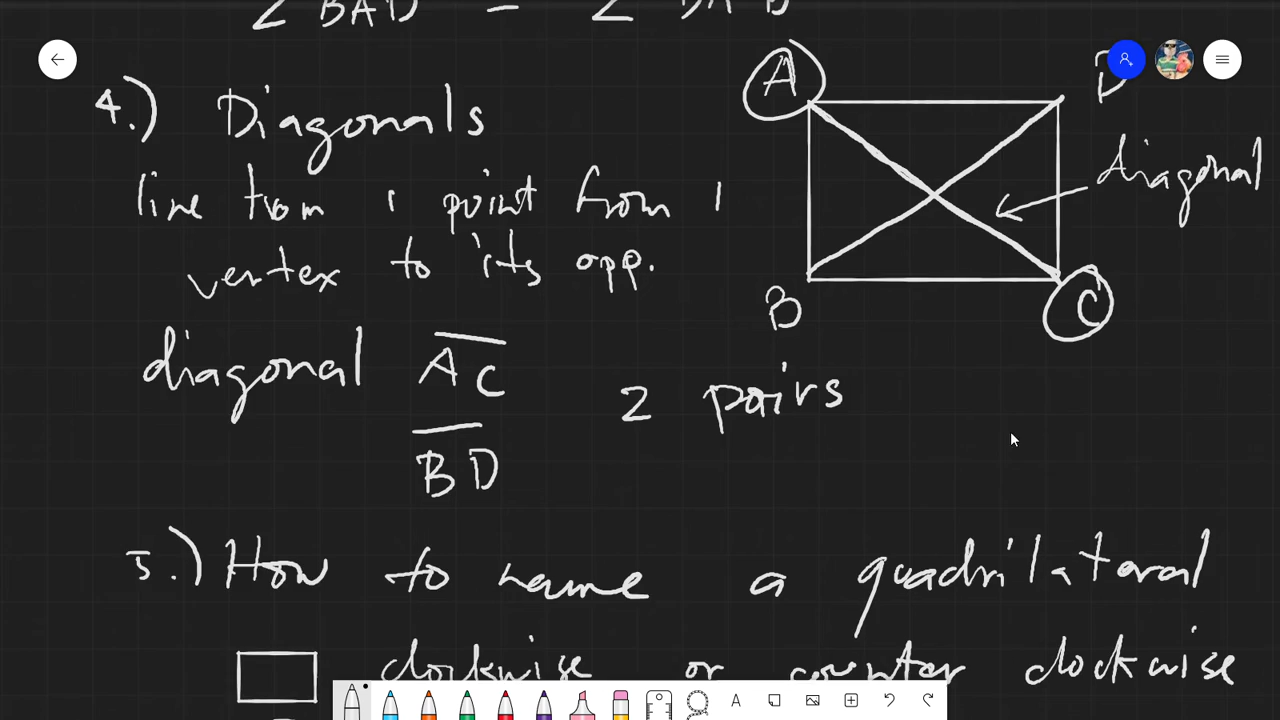 ∠BAD = ∠
4.) Diagonals
line from 1 point from 1
vertex to its opp.
diagonal AC
BD
2 pairs
A
D
diagonal
B
C
5.) How to name a quadrilateral
clockwise or counter clockwise
A